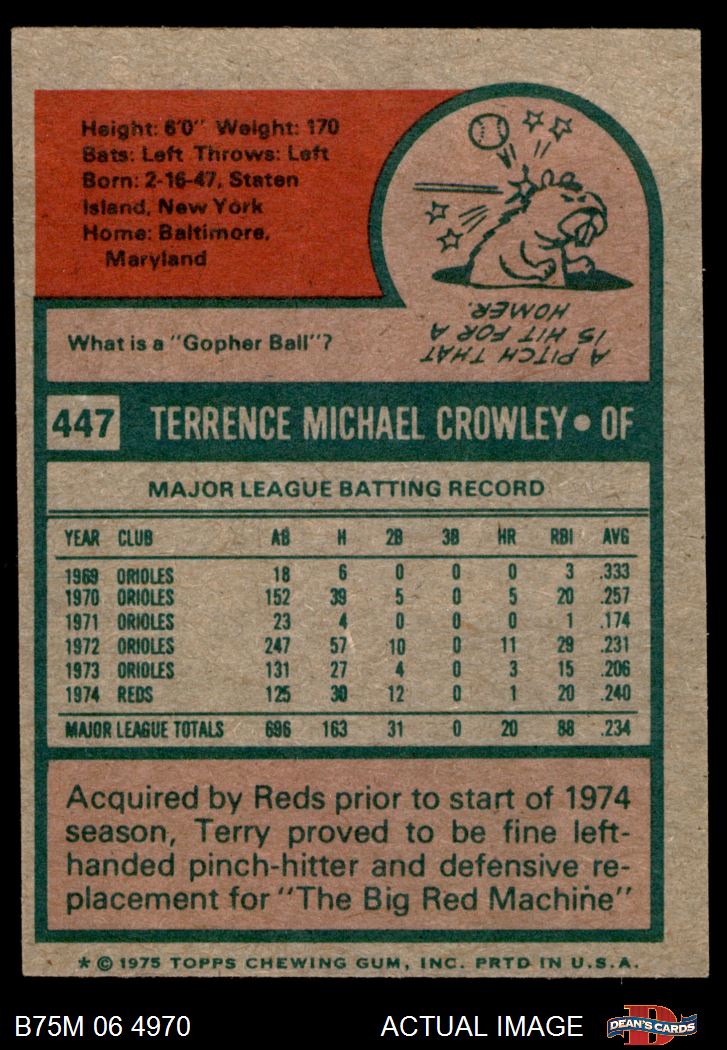 Height: 6'0" Weight: 170
Bats: Left Throws: Left
Born: 2-16-47, Staten
Island, New York
Home: Baltimore,
Maryland
What is a "Gopher Ball"?
A PITCH THAT
IS HIT FOR A
HOMER.
447 TERRENCE MICHAEL CROWLEY • OF
MAJOR LEAGUE BATTING RECORD
YEAR CLUB AB H 2B 3B HR RBI AVG
1969 ORIOLES 18 6 0 0 0 3 .333
1970 ORIOLES 152 39 5 0 5 20 .257
1971 ORIOLES 23 4 0 0 0 1 .174
1972 ORIOLES 247 57 10 0 11 29 .231
1973 ORIOLES 131 27 4 0 3 15 .206
1974 REDS 125 30 12 0 1 20 .240
MAJOR LEAGUE TOTALS 696 163 31 0 20 88 .234
Acquired by Reds prior to start of 1974
season, Terry proved to be fine left-
handed pinch-hitter and defensive re-
placement for "The Big Red Machine"
* © 1975 TOPPS CHEWING GUM, INC. PRTD IN U.S.A.
B75M 06 4970 ACTUAL IMAGE D DEAN'S CARDS